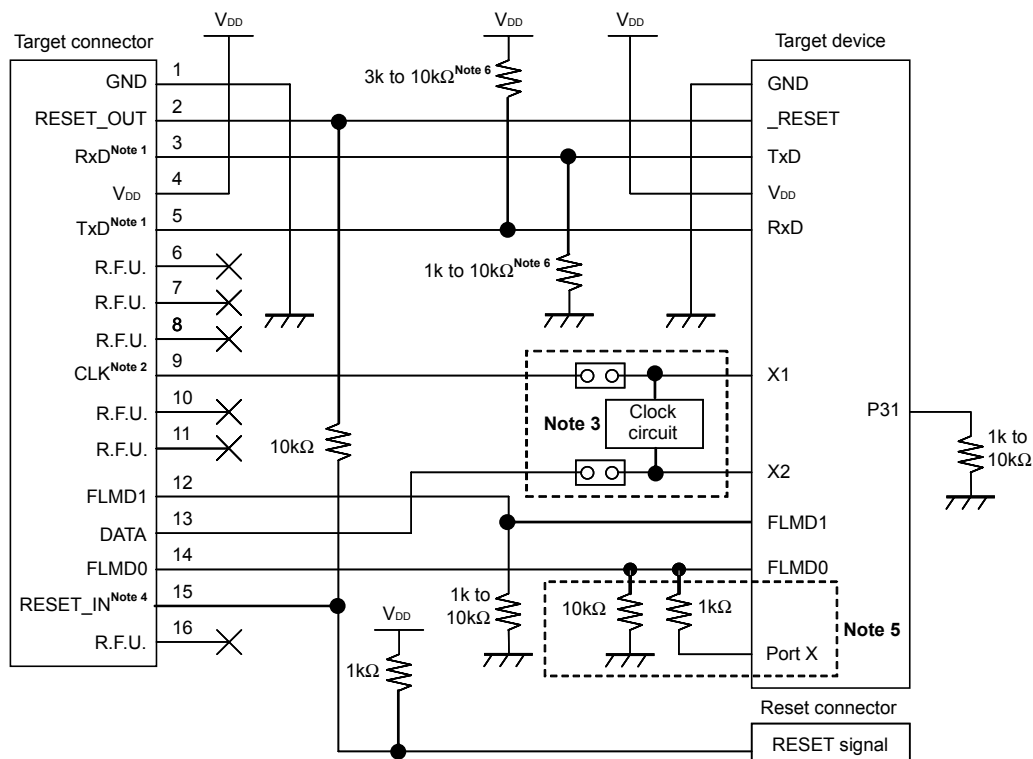 VDD
VDD
VDD
Target connector
Target device
3k to 10kΩNote 6
GND
1
RESET_OUT
2
RxDNote 1
3
VDD
4
TxDNote 1
5
R.F.U.
6
R.F.U.
7
R.F.U.
8
CLKNote 2
9
R.F.U.
10
R.F.U.
11
FLMD1
12
DATA
13
FLMD0
14
RESET_INNote 4
15
R.F.U.
16
GND
_RESET
TxD
VDD
RxD
1k to 10kΩNote 6
X1
P31
Note 3
Clock
circuit
10kΩ
1k to
10kΩ
X2
FLMD1
FLMD0
1k to
10kΩ
10kΩ
1kΩ
Note 5
Port X
VDD
1kΩ
Reset connector
RESET signal